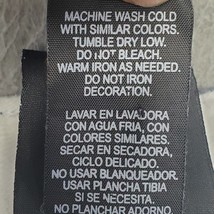 MACHINE WASH COLD
WITH SIMILAR COLORS.
TUMBLE DRY LOW.
DO NOT BLEACH.
WARM IRON AS NEEDED.
DO NOT IRON
DECORATION.
LAVAR EN LAVADORA
CON AGUA FRIA, CON
COLORES SIMILARES.
SECAR EN SECADORA,
CICLO DELICADO.
NO USAR BLANQUEADOR.
USAR PLANCHA TIBIA
SI SE NECESITA.
NO PLANCHAR ADORNO.